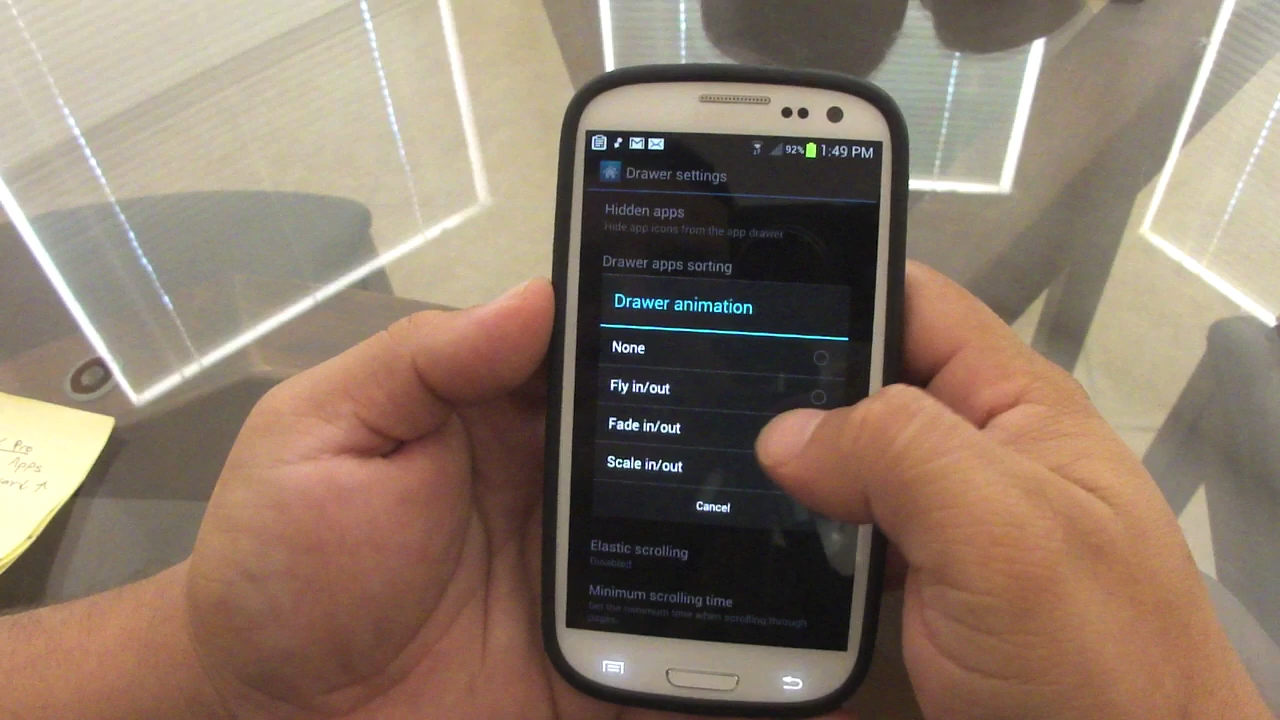 92% 1:49 PM
Drawer settings
Hidden apps
Hide app icons from the app drawer
Drawer apps sorting
Drawer animation
None
Fly in/out
Fade in/out
Scale in/out
Cancel
Elastic scrolling
Disabled
Minimum scrolling time
Set the minimum time when scrolling through
pages.
Pro
Apps